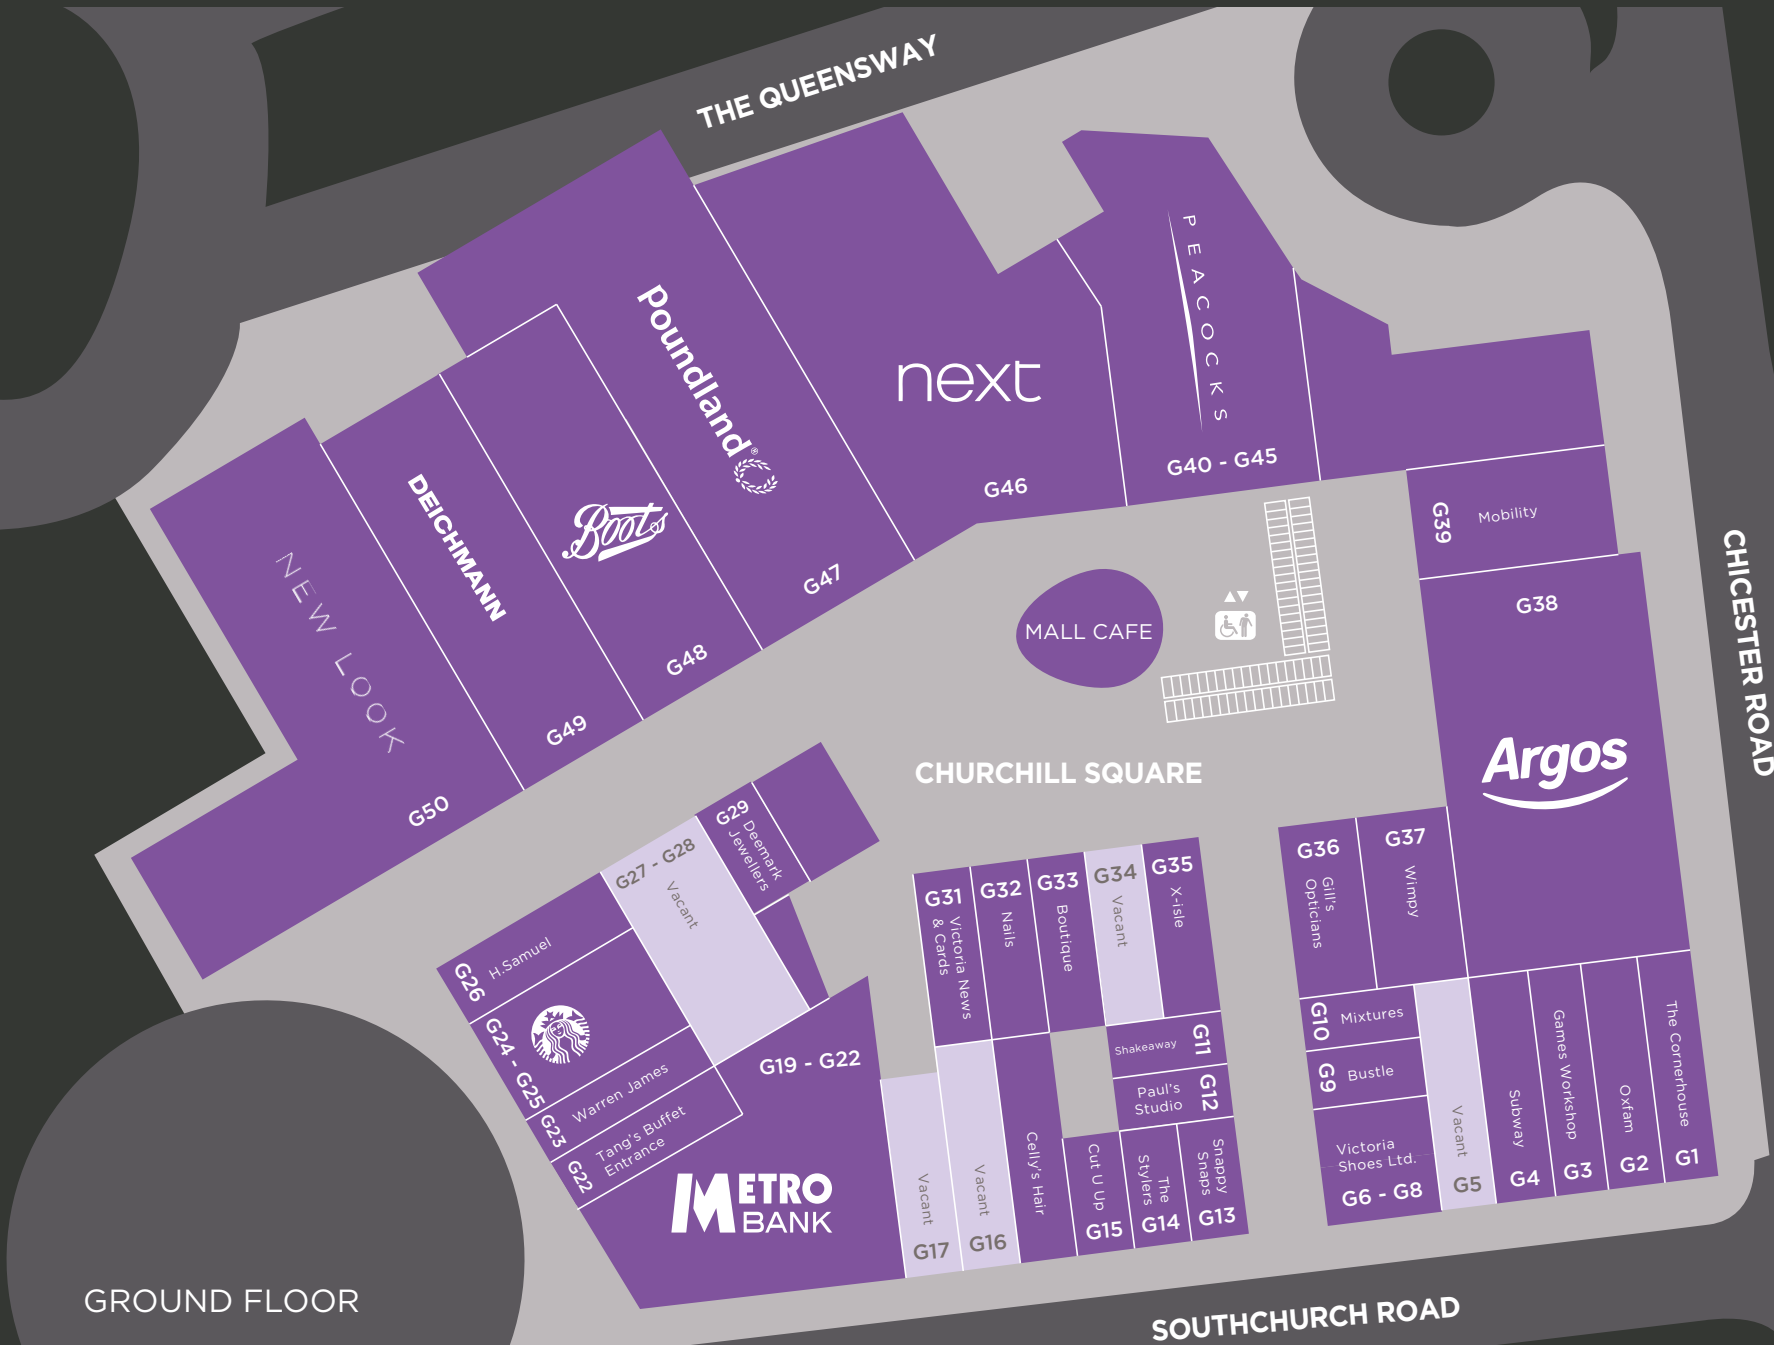 THE QUEENSWAY
PEACOCKS
G40 - G45
poundland®
G47
next
G46
DEICHMANN
G49
Boots
G48
NEW LOOK
G50
G39
Mobility
CHICESTER ROAD
G38
Argos
MALL CAFE
CHURCHILL SQUARE
G29
Deemark
Jewellers
G27 - G28
Vacant
G26
H.Samuel
G24 - G25
G23
Warren James
G22
Tang's Buffet
Entrance
G19 - G22
METRO
BANK
G31
Victoria News
& Cards
G32
Nails
G33
Boutique
G34
Vacant
G35
X-isle
G36
Gill's
Opticians
G37
Wimpy
G11
Shakeaway
G12
Paul's
Studio
G10
Mixtures
G9
Bustle
Victoria
Shoes Ltd.
G6 - G8
Vacant
G17
Vacant
G16
Celly's Hair
Cut U Up
G15
The
Stylers
G14
Snappy
Snaps
G13
Vacant
G5
Subway
G4
Games Workshop
G3
Oxfam
G2
The Cornerhouse
G1
GROUND FLOOR
SOUTHCHURCH ROAD